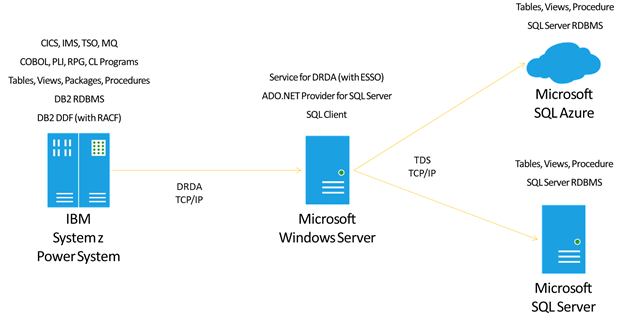 CICS, IMS, TSO, MQ
COBOL, PLI, RPG, CL Programs
Tables, Views, Packages, Procedures
DB2 RDBMS
DB2 DDF (with RACF)
IBM
System z
Power System
DRDA
TCP/IP
Service for DRDA (with ESSO)
ADO.NET Provider for SQL Server
SQL Client
Microsoft
Windows Server
TDS
TCP/IP
Tables, Views, Procedure
SQL Server RDBMS
Microsoft
SQL Azure
Tables, Views, Procedure
SQL Server RDBMS
Microsoft
SQL Server